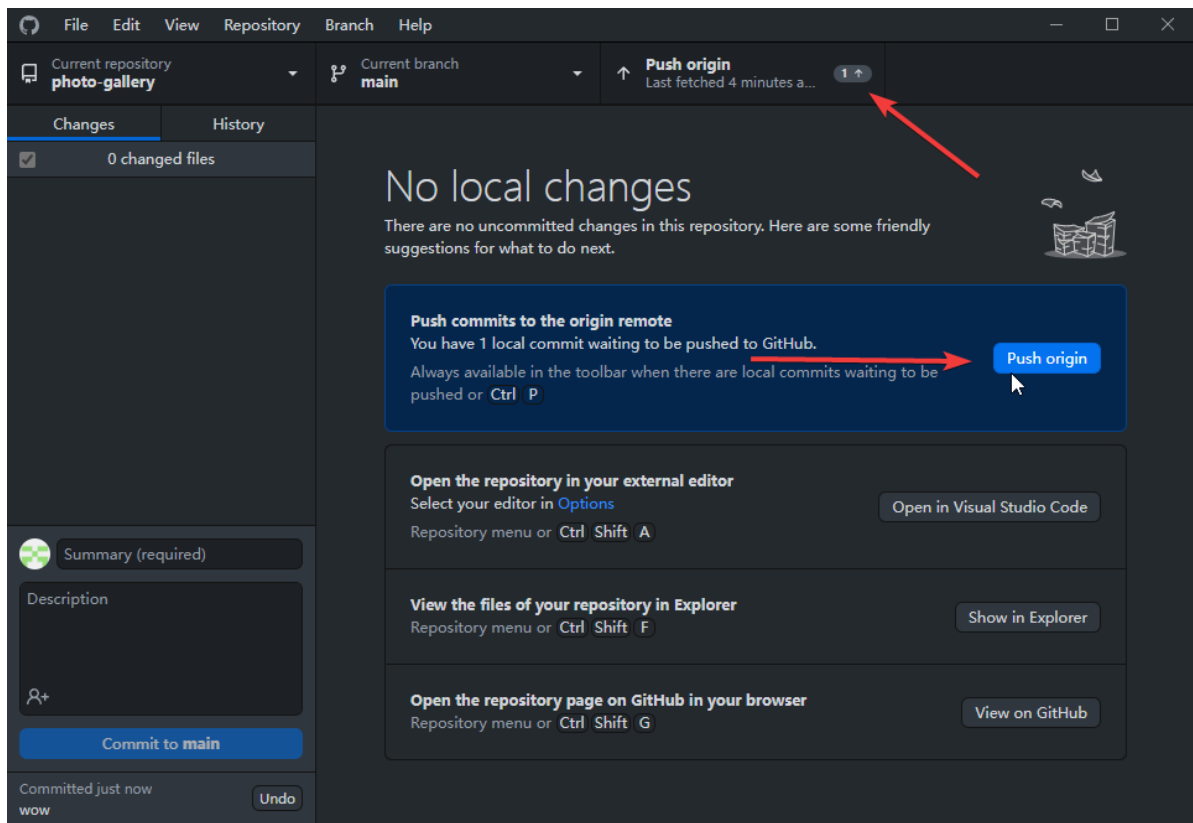 File Edit View Repository Branch Help
Current repository
photo-gallery
Current branch
main
Push origin
Last fetched 4 minutes a...
1
Changes History
0 changed files
No local changes
There are no uncommitted changes in this repository. Here are some friendly
suggestions for what to do next.
Push commits to the origin remote
You have 1 local commit waiting to be pushed to GitHub.
Always available in the toolbar when there are local commits waiting to be
pushed or Ctrl P
Push origin
Open the repository in your external editor
Select your editor in Options
Repository menu or Ctrl Shift A
Open in Visual Studio Code
View the files of your repository in Explorer
Repository menu or Ctrl Shift F
Show in Explorer
Open the repository page on GitHub in your browser
Repository menu or Ctrl Shift G
View on GitHub
Summary (required)
Description
Commit to main
Committed just now
wow
Undo